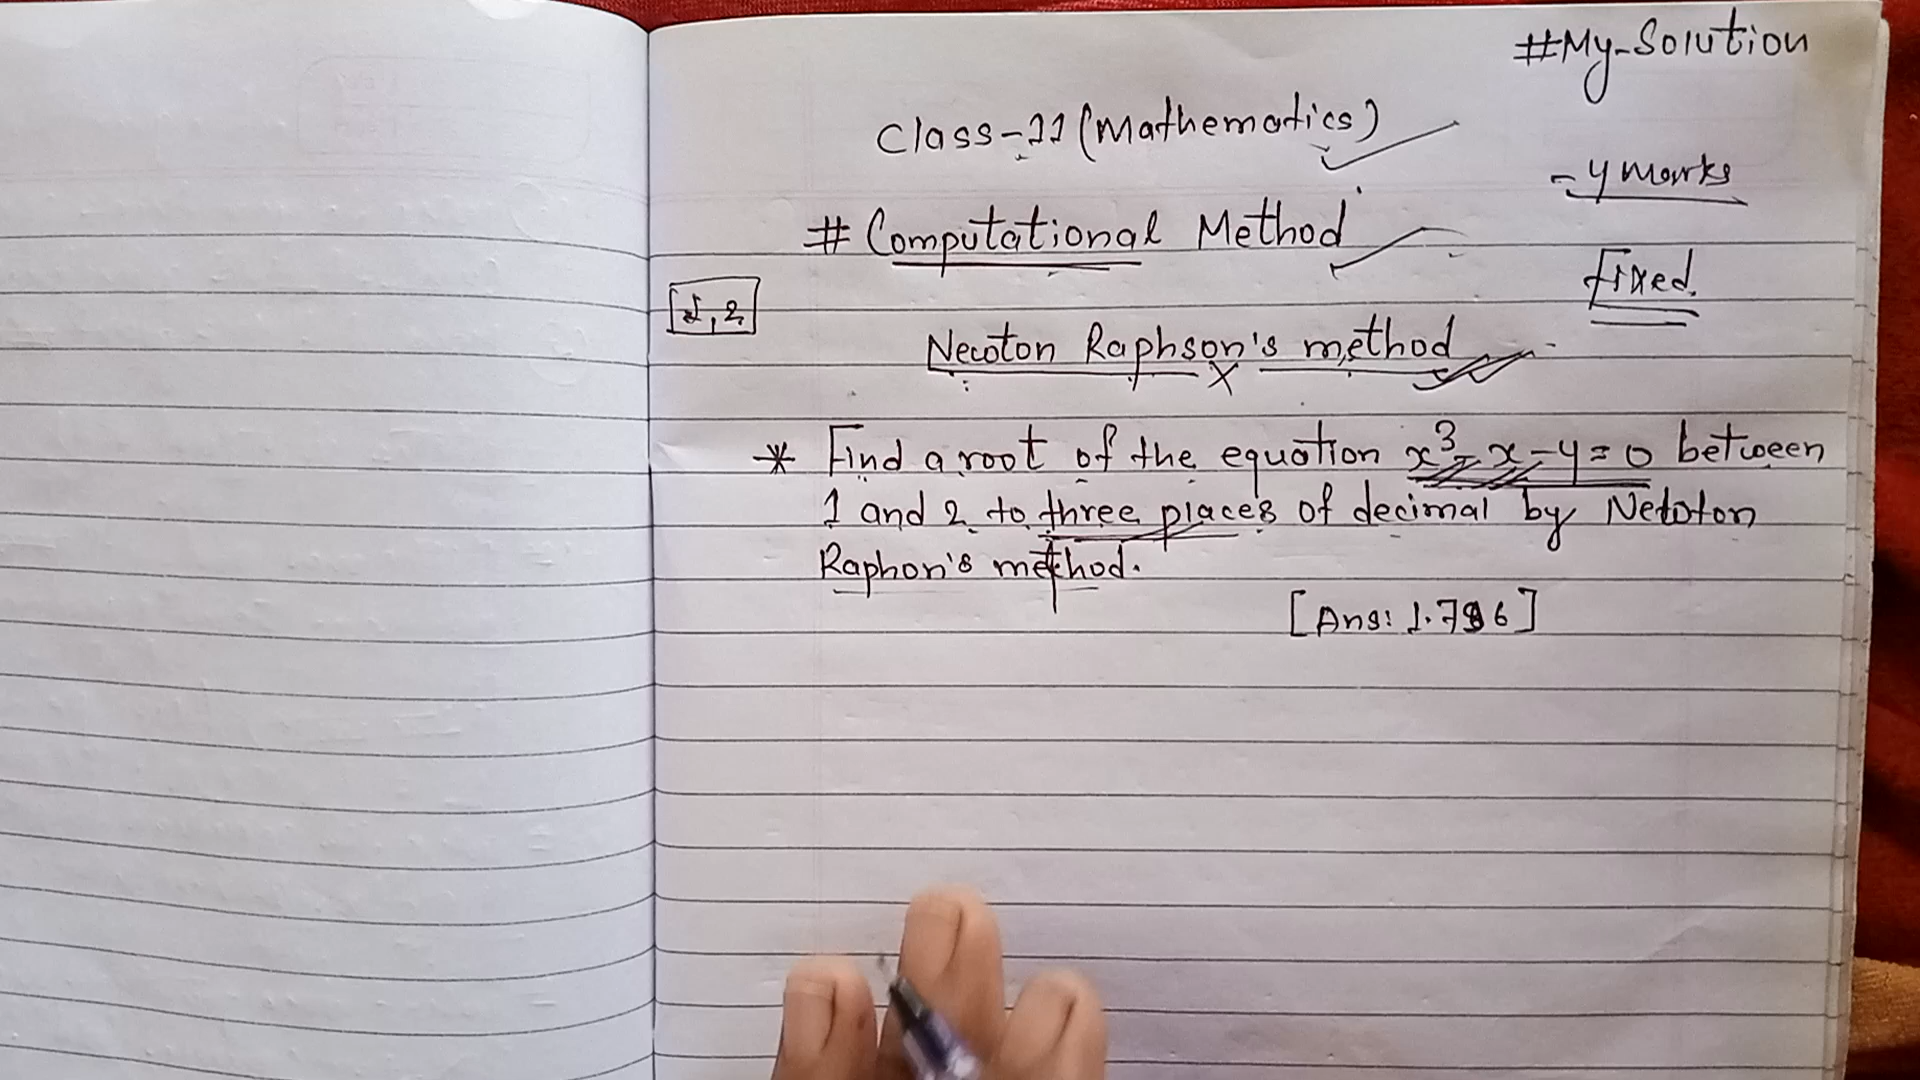 #My-Solution
Class-11 (Mathematics)
- 4 marks
# Computational Method
fixed.
1, 2
Newton Raphson's method
* Find a root of the equation x³-x-4=0 between
1 and 2 to three places of decimal by Newton
Raphon's method.
[Ans: 1.796]